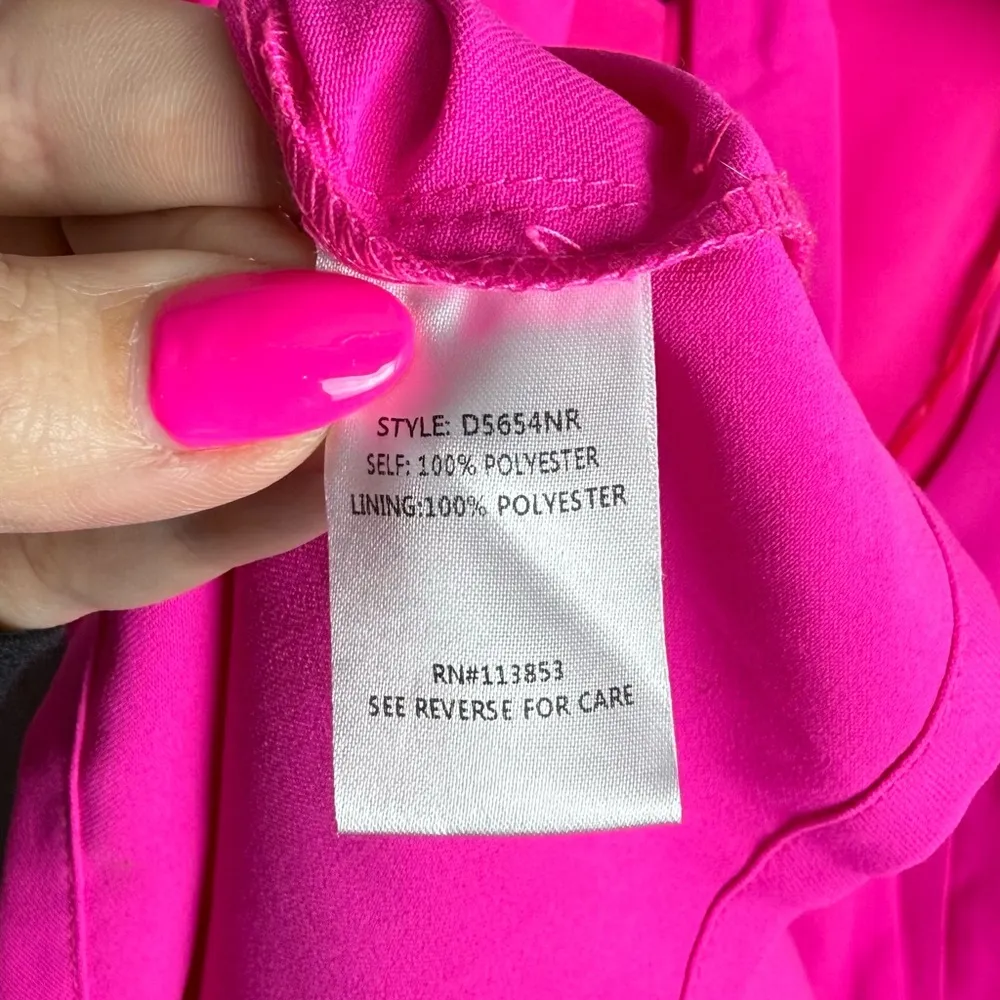 STYLE: D5654NR
SELF: 100% POLYESTER
LINING:100% POLYESTER
RN#113853
SEE REVERSE FOR CARE